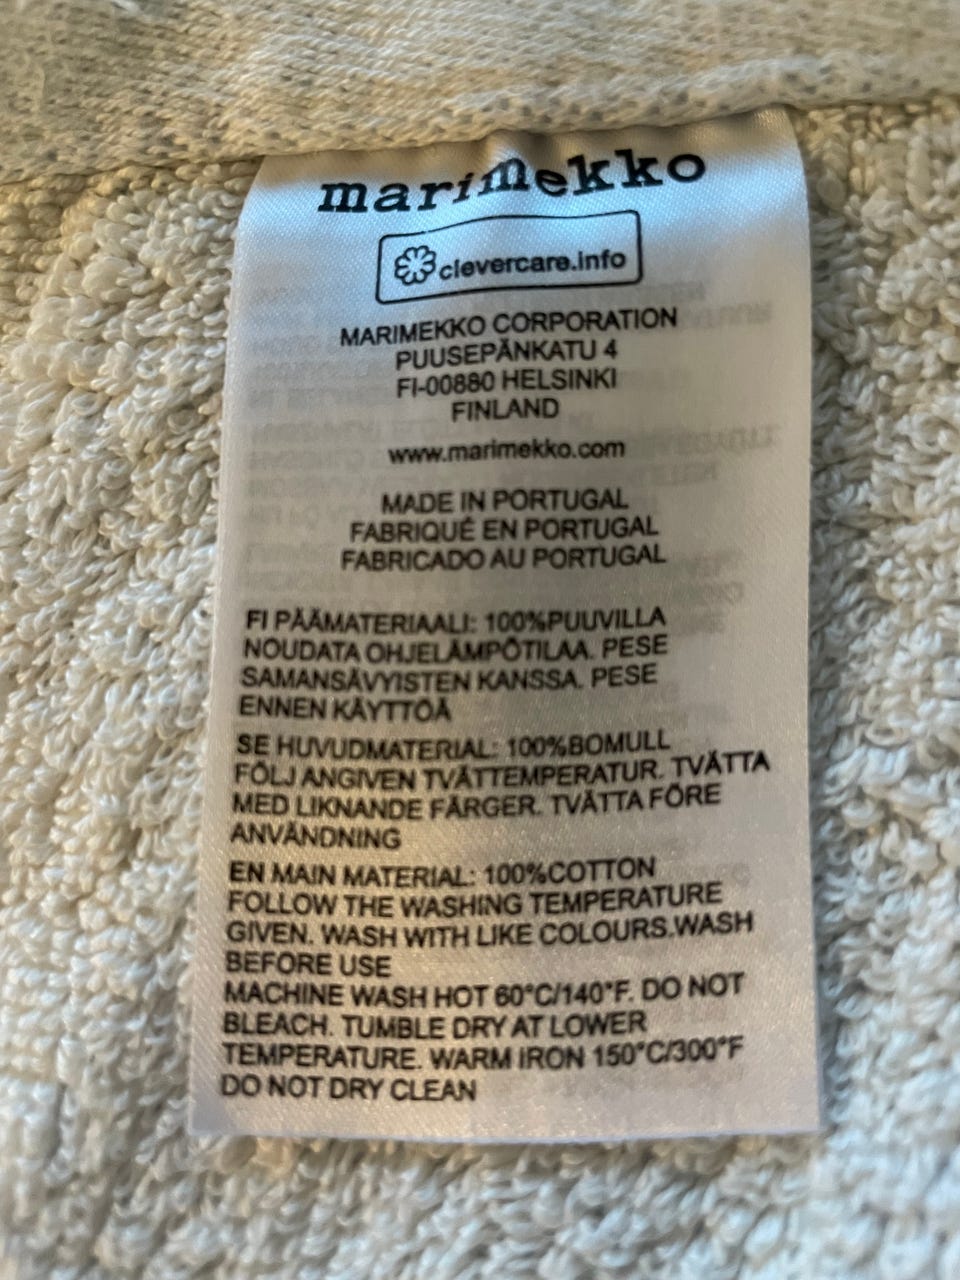 marimekko
clevercare.info
MARIMEKKO CORPORATION
PUUSEPÄNKATU 4
FI-00880 HELSINKI
FINLAND
www.marimekko.com
MADE IN PORTUGAL
FABRIQUÉ EN PORTUGAL
FABRICADO AU PORTUGAL
FI PÄÄMATERIAALI: 100%PUUVILLA
NOUDATA OHJELÄMPÖTILAA. PESE
SAMANSÄVYISTEN KANSSA. PESE
ENNEN KÄYTTÖÄ
SE HUVUDMATERIAL: 100%BOMULL
FÖLJ ANGIVEN TVÄTTEMPERATUR. TVÄTTA
MED LIKNANDE FÄRGER. TVÄTTA FÖRE
ANVÄNDNING
EN MAIN MATERIAL: 100%COTTON
FOLLOW THE WASHING TEMPERATURE
GIVEN. WASH WITH LIKE COLOURS.WASH
BEFORE USE
MACHINE WASH HOT 60°C/140°F. DO NOT
BLEACH. TUMBLE DRY AT LOWER
TEMPERATURE. WARM IRON 150°C/300°F
DO NOT DRY CLEAN